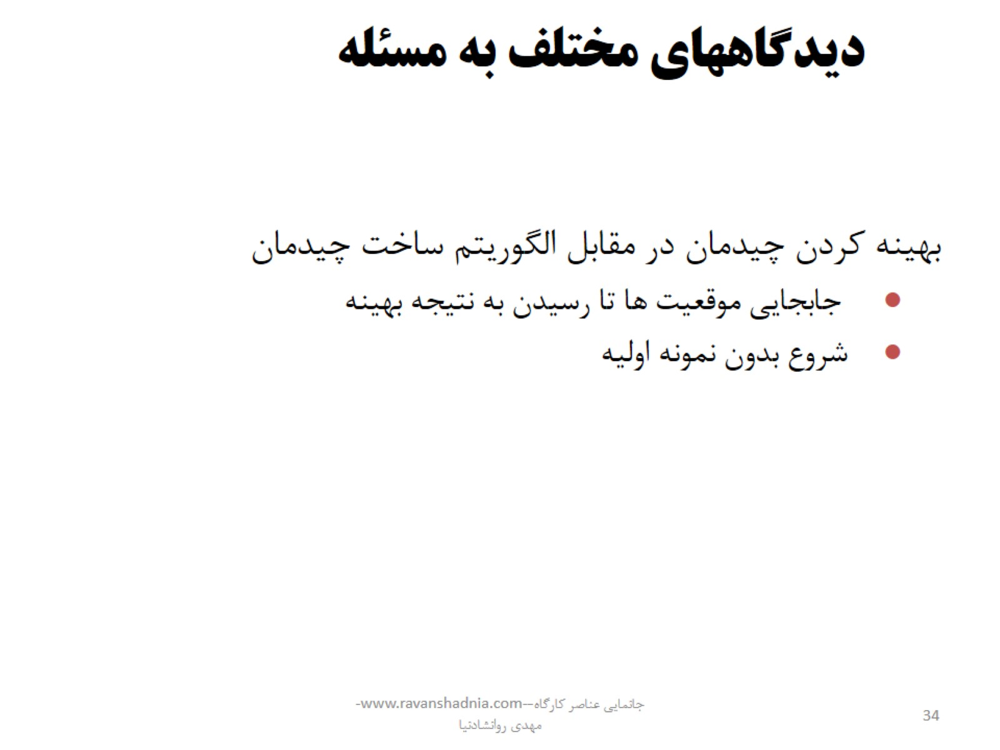 دیدگاههای مختلف به مسئله
بهینه کردن چیدمان در مقابل الگوریتم ساخت چیدمان
جابجایی موقعیت ها تا رسیدن به نتیجه بهینه
شروع بدون نمونه اولیه
جانمایی عناصر کارگاه--www.ravanshadnia.com-
مهدی روانشادنیا
34